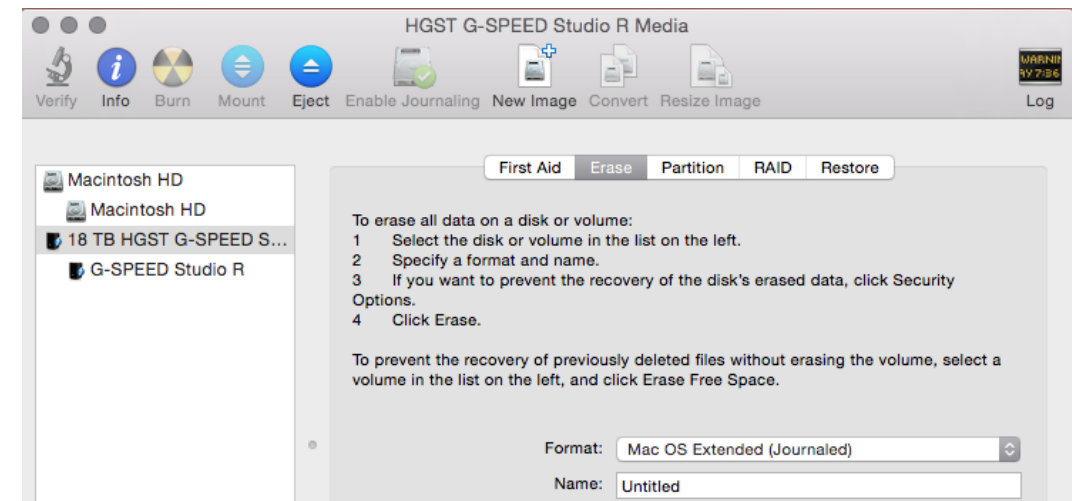 HGST G-SPEED Studio R Media
Verify Info Burn Mount Eject Enable Journaling New Image Convert Resize Image Log
WARNIN
AY 7:36
First Aid Erase Partition RAID Restore
Macintosh HD
Macintosh HD
18 TB HGST G-SPEED S...
G-SPEED Studio R
To erase all data on a disk or volume:
1 Select the disk or volume in the list on the left.
2 Specify a format and name.
3 If you want to prevent the recovery of the disk's erased data, click Security
Options.
4 Click Erase.
To prevent the recovery of previously deleted files without erasing the volume, select a
volume in the list on the left, and click Erase Free Space.
Format: Mac OS Extended (Journaled)
Name: Untitled